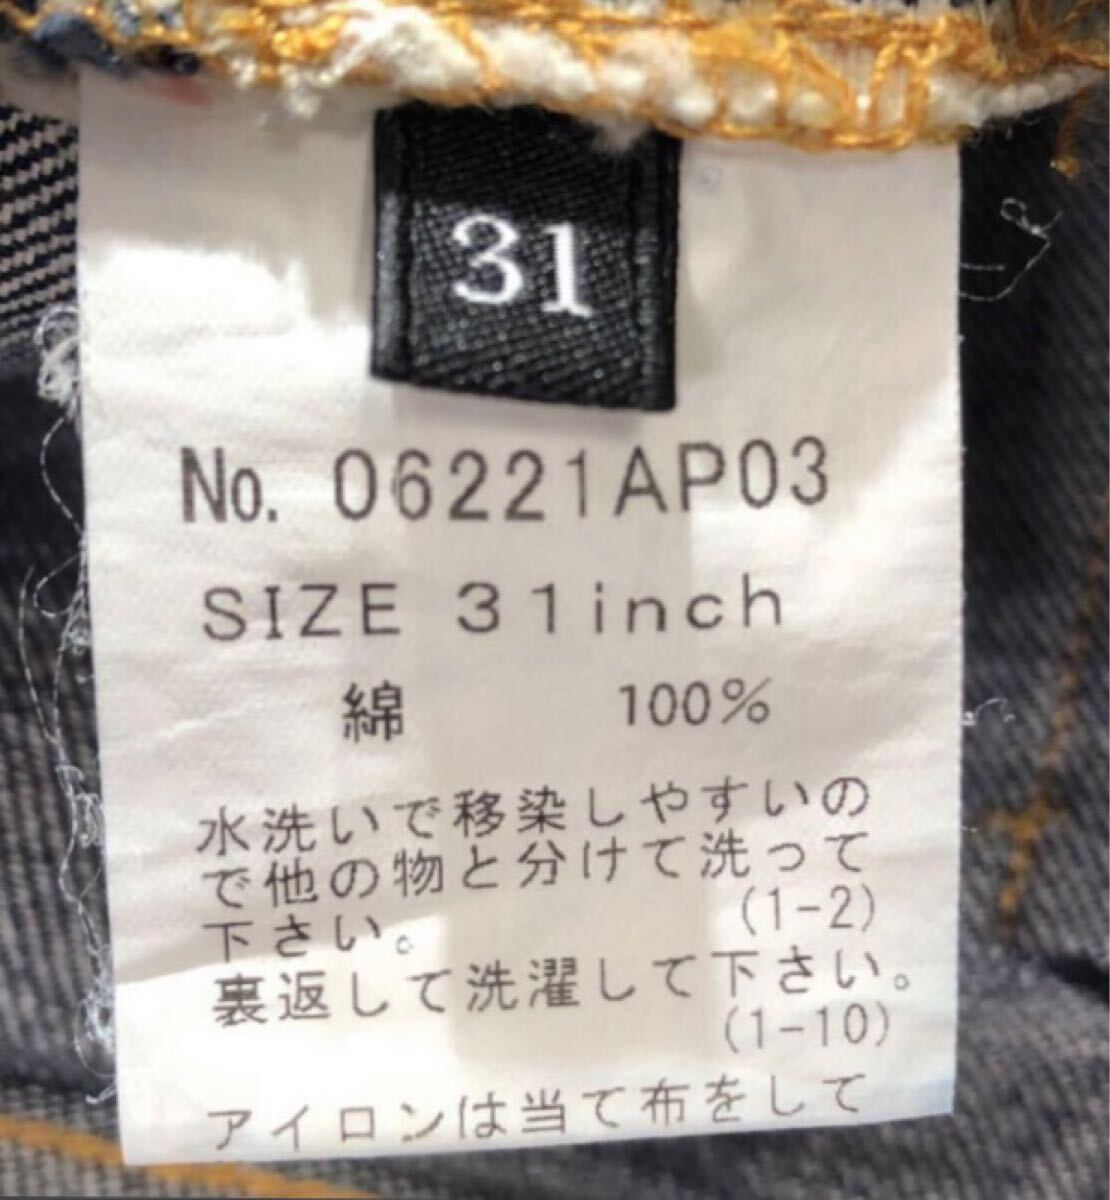 31
No. 06221AP03
SIZE 31inch
綿 100%
水洗いで移染しやすいの
で他の物と分けて洗って
下さい。 (1-2)
裏返して洗濯して下さい。
(1-10)
アイロンは当て布をして